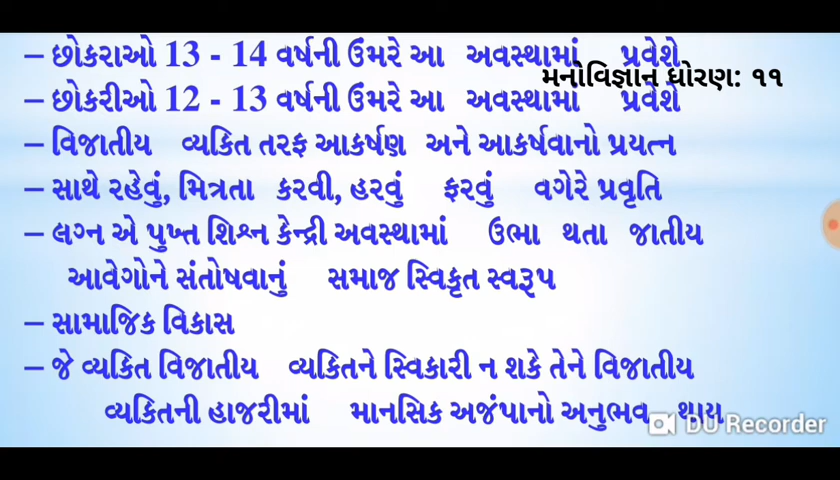 – છોકરાઓ 13 - 14 વર્ષની ઉંમરે આ અવસ્થામાં પ્રવેશે
મનોવિજ્ઞાન ધોરણ: ૧૧
– છોકરીઓ 12 - 13 વર્ષની ઉંમરે આ અવસ્થામાં પ્રવેશે
– વિજાતીય વ્યકિત તરફ આકર્ષણ અને આકર્ષવાનો પ્રયત્ન
– સાથે રહેવું, મિત્રતા કરવી, હરવું ફરવું વગેરે પ્રવૃતિ
– લગ્ન એ પુખ્ત શિશ્ન કેન્દ્રી અવસ્થામાં ઉભા થતા જાતીય
આવેગોને સંતોષવાનું સમાજ સ્વિકૃત સ્વરૂપ
– સામાજિક વિકાસ
– જે વ્યકિત વિજાતીય વ્યકિતને સ્વિકારી ન શકે તેને વિજાતીય
વ્યકિતની હાજરીમાં માનસિક અજંપાનો અનુભવ થાય
DU Recorder